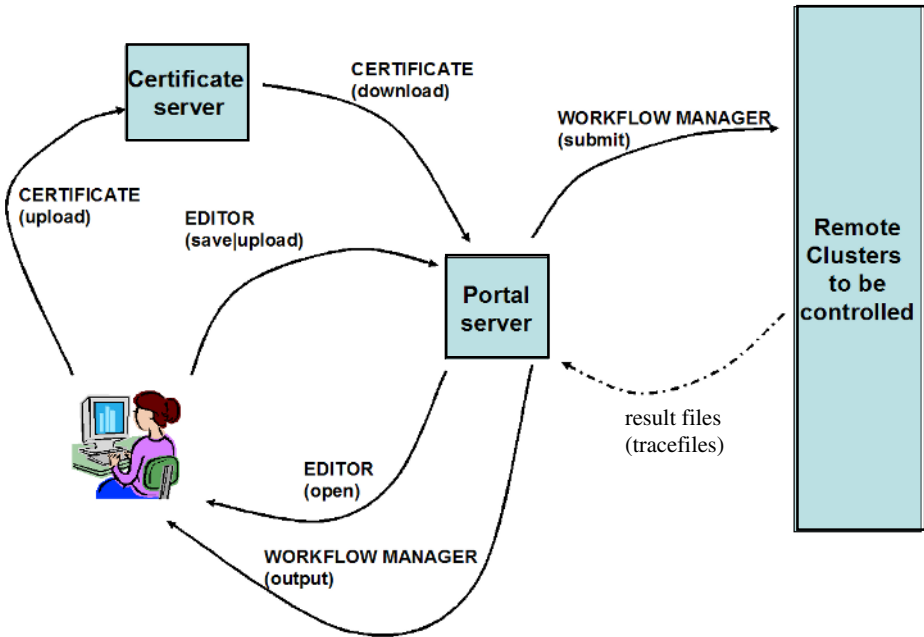 Certificate
server
CERTIFICATE
(download)
WORKFLOW MANAGER
(submit)
CERTIFICATE
(upload)
EDITOR
(save|upload)
Portal
server
Remote
Clusters
to be
controlled
result files
(tracefiles)
EDITOR
(open)
WORKFLOW MANAGER
(output)